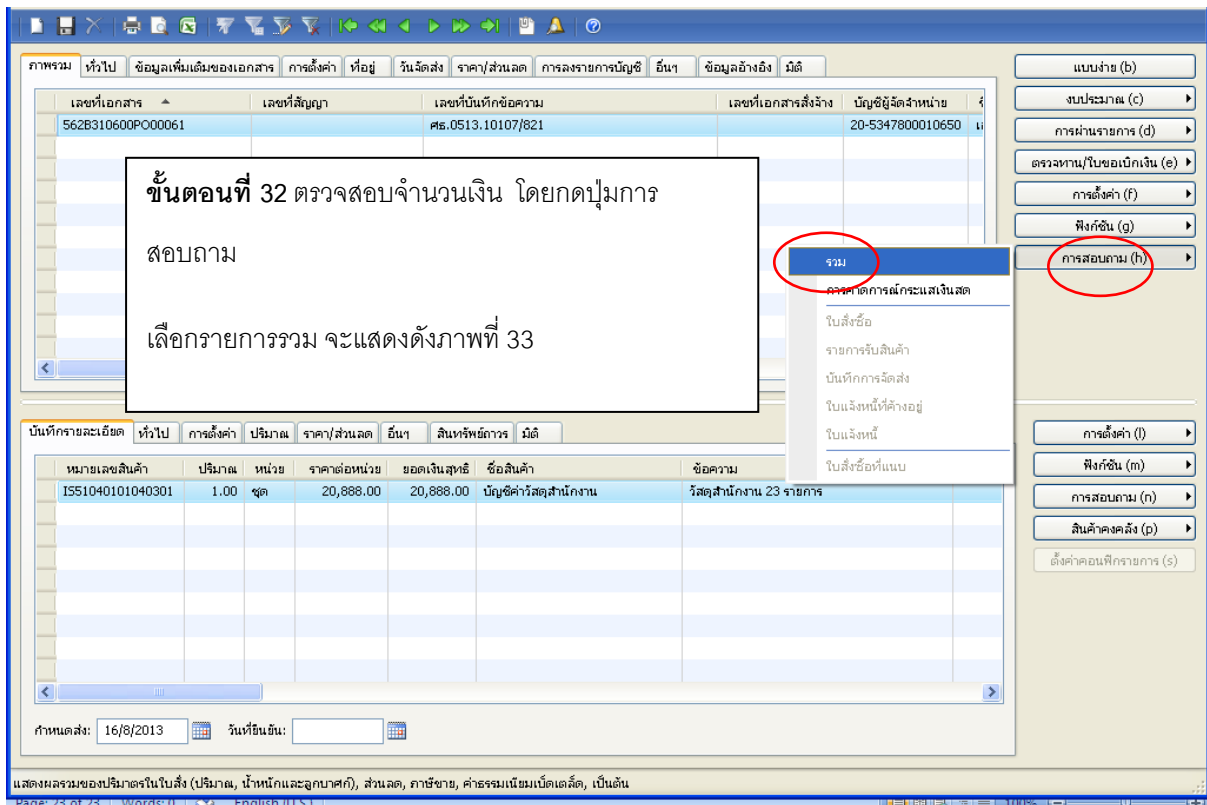 ภาพรวม ทั่วไป ข้อมูลเพิ่มเติมของเอกสาร การตั้งค่า ที่อยู่ วันจัดส่ง ราคา/ส่วนลด การลงรายการบัญชี อื่นๆ ข้อมูลอ้างอิง มิติ
แบบง่าย (b)
เลขที่เอกสาร เลขที่สัญญา เลขที่บันทึกข้อความ เลขที่เอกสารสั่งจ้าง บัญชีผู้จัดจำหน่าย
งบประมาณ (c)
562B310600PO00061 ศธ.0513.10107/821 20-5347800010650
การผ่านรายการ (d)
ตรวจทาน/ใบขอเบิกเงิน (e)
การตั้งค่า (f)
ฟังก์ชัน (g)
การสอบถาม (h)
ขั้นตอนที่ 32 ตรวจสอบจำนวนเงิน โดยกดปุ่มการ
สอบถาม
เลือกรายการรวม จะแสดงดังภาพที่ 33
รวม
การคาดการณ์กระแสเงินสด
ใบสั่งซื้อ
รายการรับสินค้า
บันทึกการจัดส่ง
ใบแจ้งหนี้ที่ค้างอยู่
ใบแจ้งหนี้
ใบสั่งซื้อที่แนบ
บันทึกรายละเอียด ทั่วไป การตั้งค่า ปริมาณ ราคา/ส่วนลด อื่นๆ สินทรัพย์ถาวร มิติ
การตั้งค่า (l)
หมายเลขสินค้า ปริมาณ หน่วย ราคาต่อหน่วย ยอดเงินสุทธิ ชื่อสินค้า ข้อความ
ฟังก์ชัน (m)
IS51040101040301 1.00 ชุด 20,888.00 20,888.00 บัญชีค่าวัสดุสำนักงาน วัสดุสำนักงาน 23 รายการ
การสอบถาม (n)
สินค้าคงคลัง (p)
ตั้งค่าคอนฟิกรายการ (s)
กำหนดส่ง: 16/8/2013 วันที่ยืนยัน:
แสดงผลรวมของปริมาตรในใบสั่ง (ปริมาณ, น้ำหนักและลูกบาศก์), ส่วนลด, ภาษีขาย, ค่าธรรมเนียมเบ็ดเตล็ด, เป็นต้น
Page: 23 of 23 Words: 0 English (U.S.) 100%